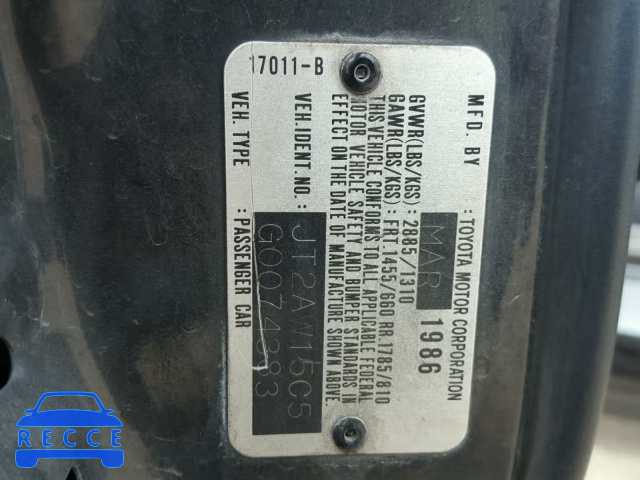 MFD. BY : TOYOTA MOTOR CORPORATION
MAR 1986
GVWR(LBS/KGS) : 2885/1310
GAWR(LBS/KGS) : FRT. 1455/660 RR. 1785/810
THIS VEHICLE CONFORMS TO ALL APPLICABLE FEDERAL
MOTOR VEHICLE SAFETY AND BUMPER STANDARDS IN
EFFECT ON THE DATE OF MANUFACTURE SHOWN ABOVE.
VEH. IDENT. NO. : JT2AW15C5
G0074383
VEH. TYPE : PASSENGER CAR
17011-B
RECCE